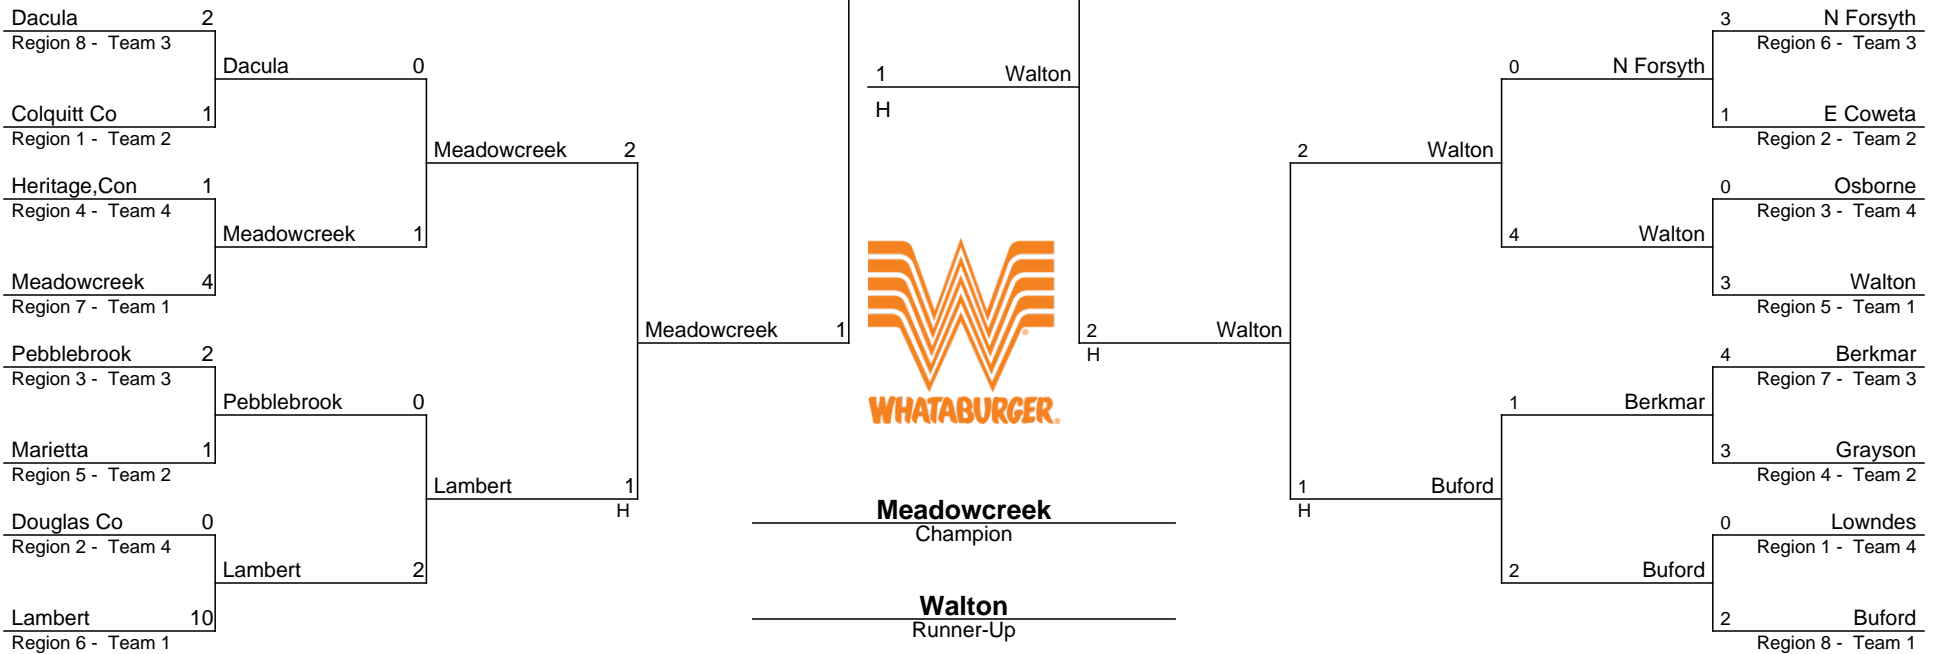 Dacula 2
Region 8 - Team 3
Dacula 0
Colquitt Co 1
Region 1 - Team 2
Meadowcreek 2
Heritage,Con 1
Region 4 - Team 4
Meadowcreek 1
Meadowcreek 4
Region 7 - Team 1
Meadowcreek 1
Pebblebrook 2
Region 3 - Team 3
Pebblebrook 0
Marietta 1
Region 5 - Team 2
Lambert 1
H
Douglas Co 0
Region 2 - Team 4
Lambert 2
Lambert 10
Region 6 - Team 1
1 Walton
H
WHATABURGER®
Meadowcreek
Champion
Walton
Runner-Up
3 N Forsyth
Region 6 - Team 3
0 N Forsyth
1 E Coweta
Region 2 - Team 2
2 Walton
0 Osborne
Region 3 - Team 4
4 Walton
3 Walton
Region 5 - Team 1
2 Walton
H
4 Berkmar
Region 7 - Team 3
1 Berkmar
3 Grayson
Region 4 - Team 2
1 Buford
H
0 Lowndes
Region 1 - Team 4
2 Buford
2 Buford
Region 8 - Team 1